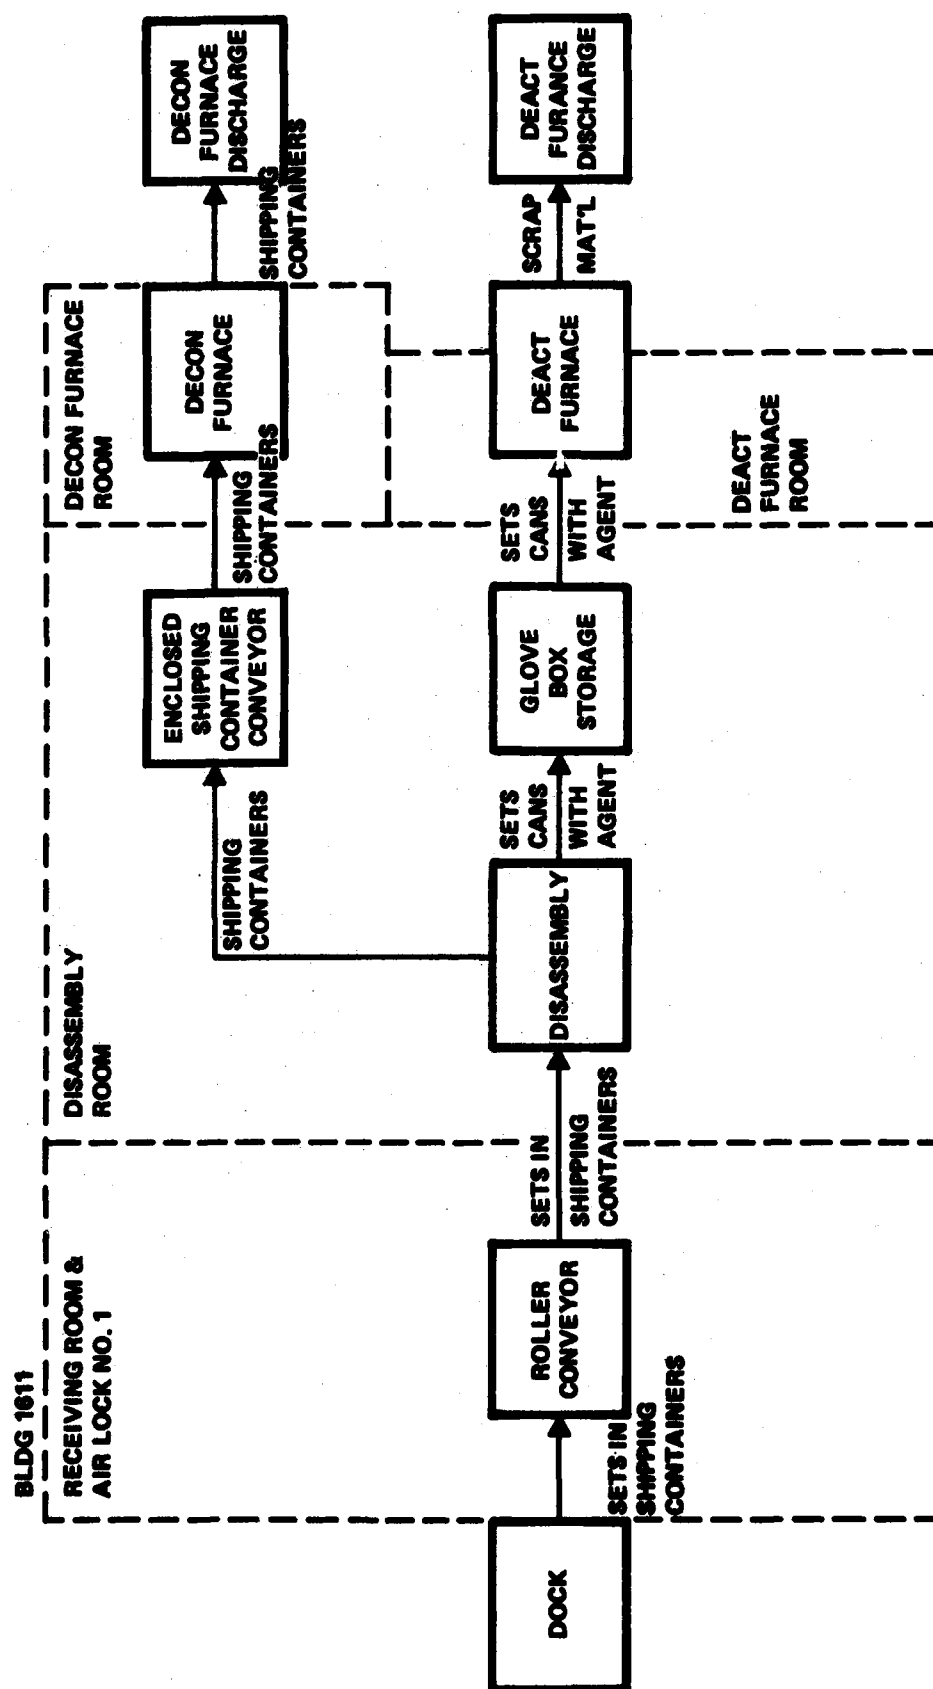 BLDG 1611
RECEIVING ROOM &
AIR LOCK NO. 1
DISASSEMBLY
ROOM
DECON FURNACE
ROOM
DEACT
FURNACE
ROOM
DOCK
SETS IN
SHIPPING
CONTAINERS
ROLLER
CONVEYOR
SETS IN
SHIPPING
CONTAINERS
DISASSEMBLY
SHIPPING
CONTAINERS
ENCLOSED
SHIPPING
CONTAINER
CONVEYOR
SHIPPING
CONTAINERS
DECON
FURNACE
SHIPPING
CONTAINERS
DECON
FURNACE
DISCHARGE
SETS
CANS
WITH
AGENT
GLOVE
BOX
STORAGE
SETS
CANS
WITH
AGENT
DEACT
FURNACE
SCRAP
MAT'L
DEACT
FURANCE
DISCHARGE